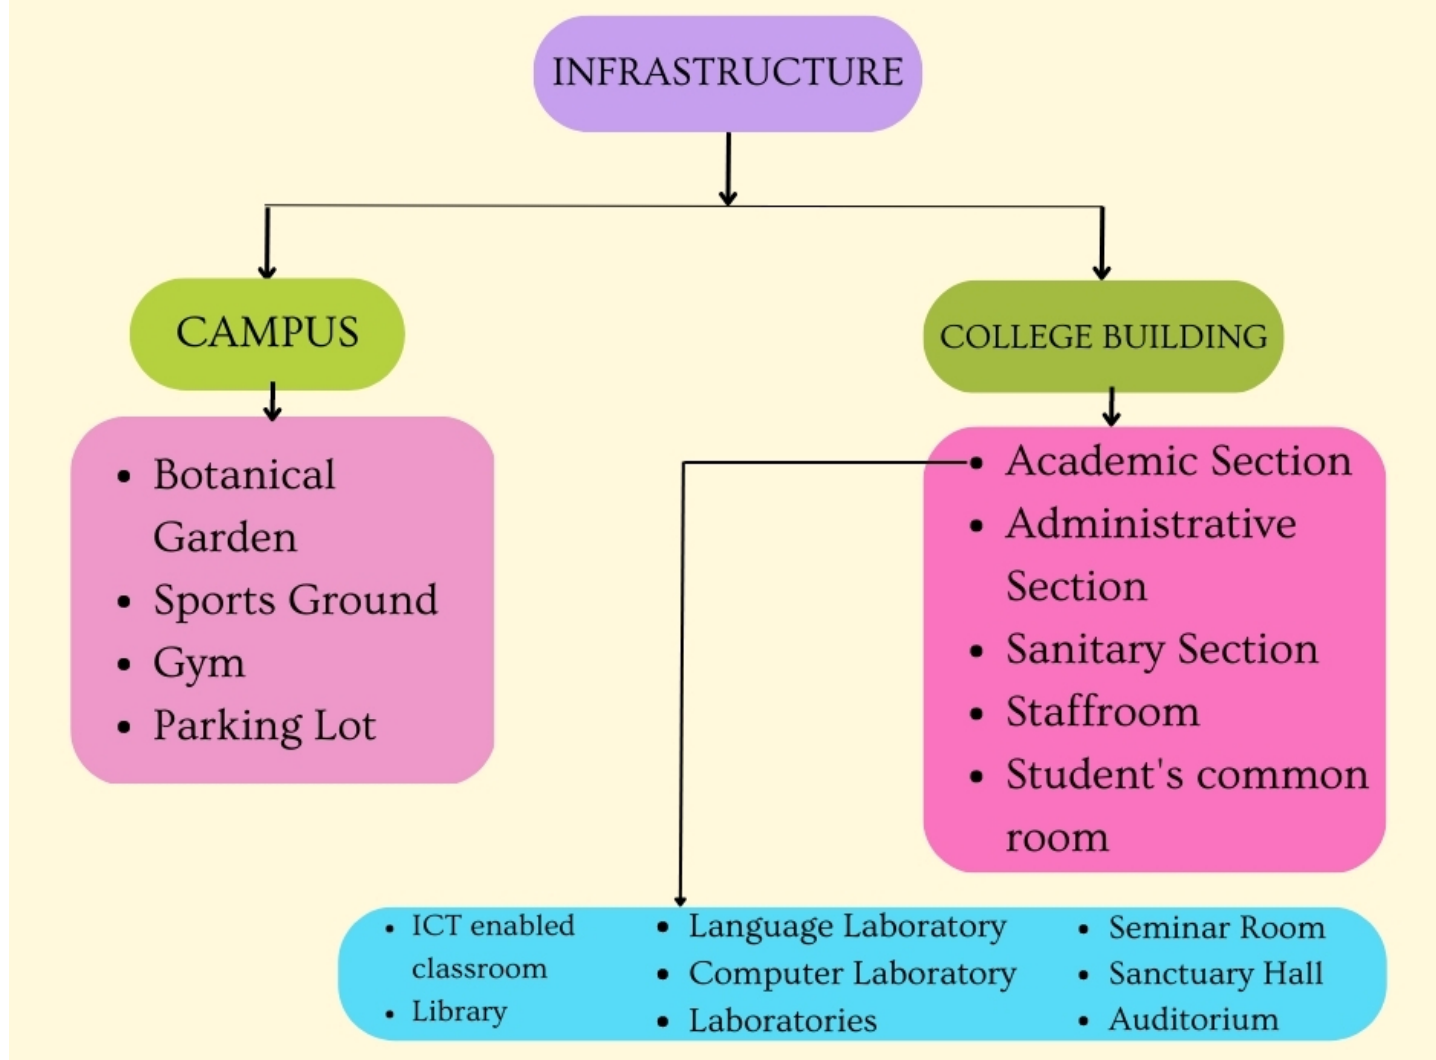 INFRASTRUCTURE
CAMPUS
COLLEGE BUILDING
• Botanical
Garden
• Sports Ground
• Gym
• Parking Lot
• Academic Section
• Administrative
Section
• Sanitary Section
• Staffroom
• Student's common
room
• ICT enabled
classroom
• Library
• Language Laboratory
• Computer Laboratory
• Laboratories
• Seminar Room
• Sanctuary Hall
• Auditorium